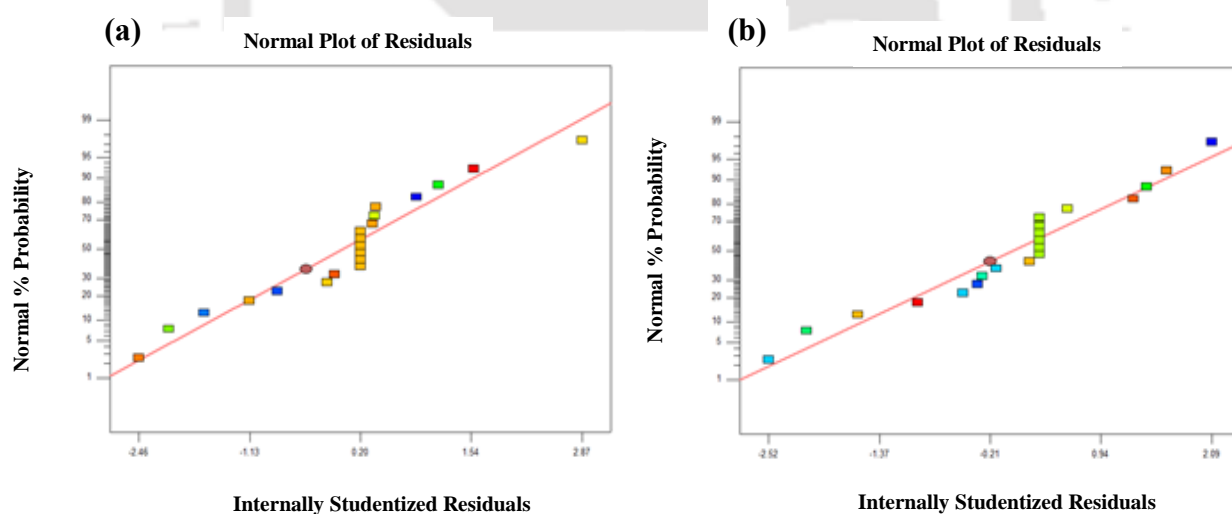 (a)
Normal Plot of Residuals
Normal % Probability
99
95
90
80
70
50
30
20
10
5
1
-2.46 -1.13 0.20 1.54 2.87
Internally Studentized Residuals
(b)
Normal Plot of Residuals
Normal % Probability
99
95
90
80
70
50
30
20
10
5
1
-2.52 -1.37 -0.21 0.94 2.09
Internally Studentized Residuals